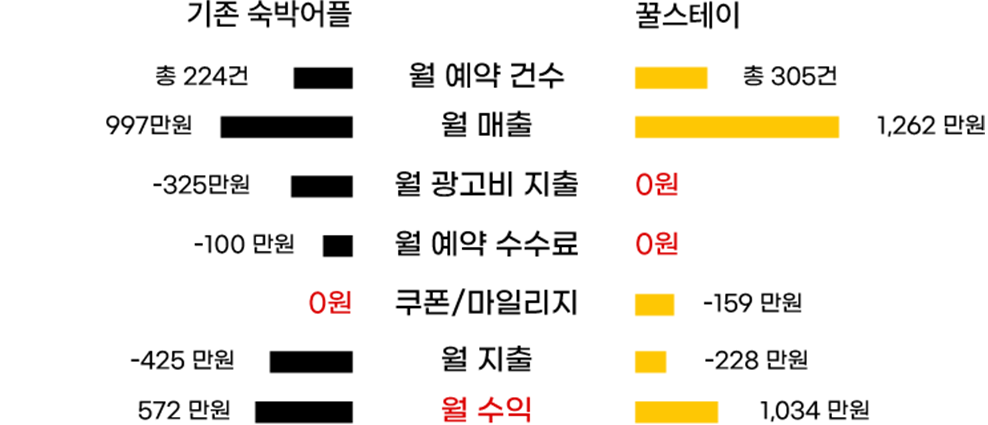 기존 숙박어플 꿀스테이
총 224건 월 예약 건수 총 305건
997만원 월 매출 1,262 만원
-325만원 월 광고비 지출 0원
-100 만원 월 예약 수수료 0원
0원 쿠폰/마일리지 -159 만원
-425 만원 월 지출 -228 만원
572 만원 월 수익 1,034 만원